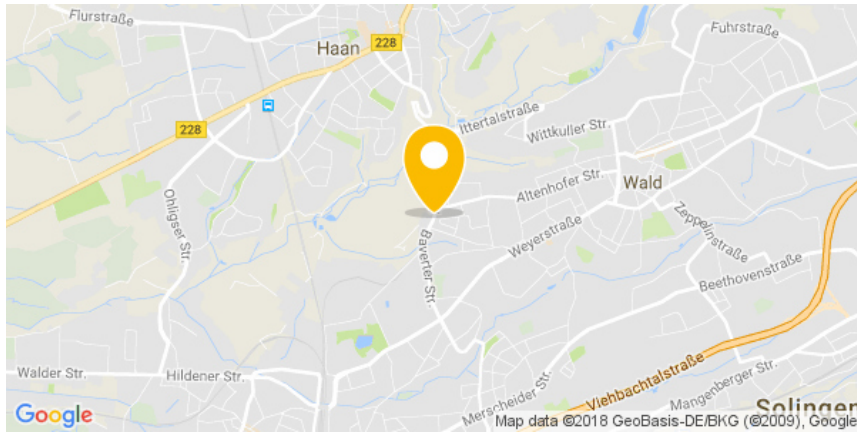 Flurstraße
Haan
228
Fuhrstraße
Ittertalstraße
Wittkuller Str.
228
Altenhofer Str.
Wald
Ohligser Str.
Weyerstraße
Zeppelinstraße
Baverter Str.
Beethovenstraße
Walder Str.
Hildener Str.
Viehbachtalstraße
Merscheider Str.
Mangenberger Str.
Solingen
Google
Map data ©2018 GeoBasis-DE/BKG (©2009), Google